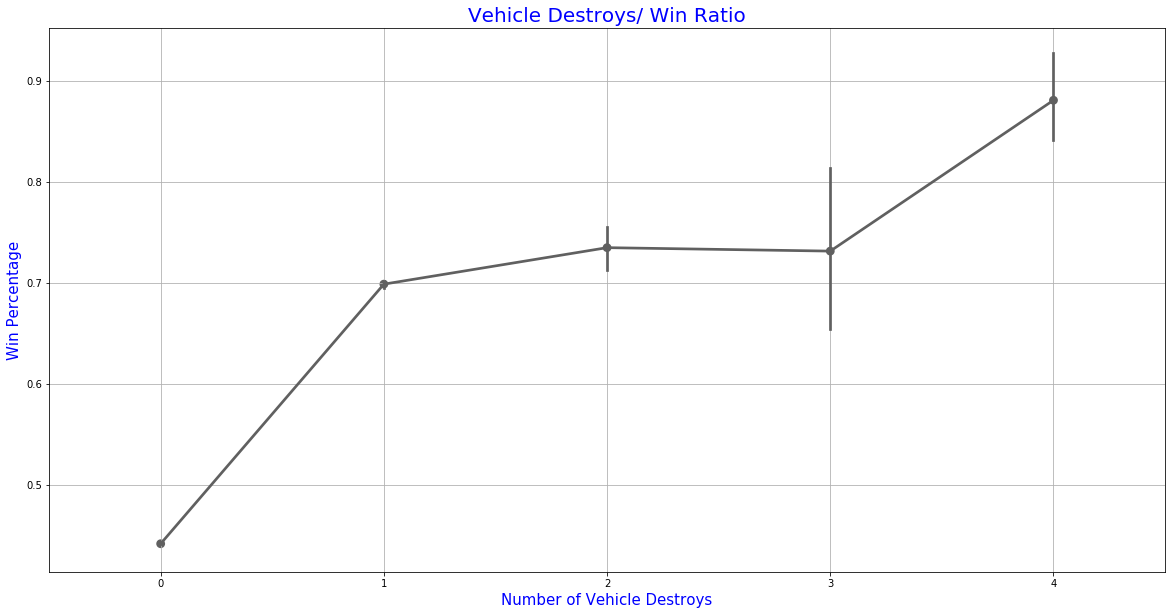 Vehicle Destroys/ Win Ratio
Win Percentage
0.9
0.8
0.7
0.6
0.5
0 1 2 3 4
Number of Vehicle Destroys